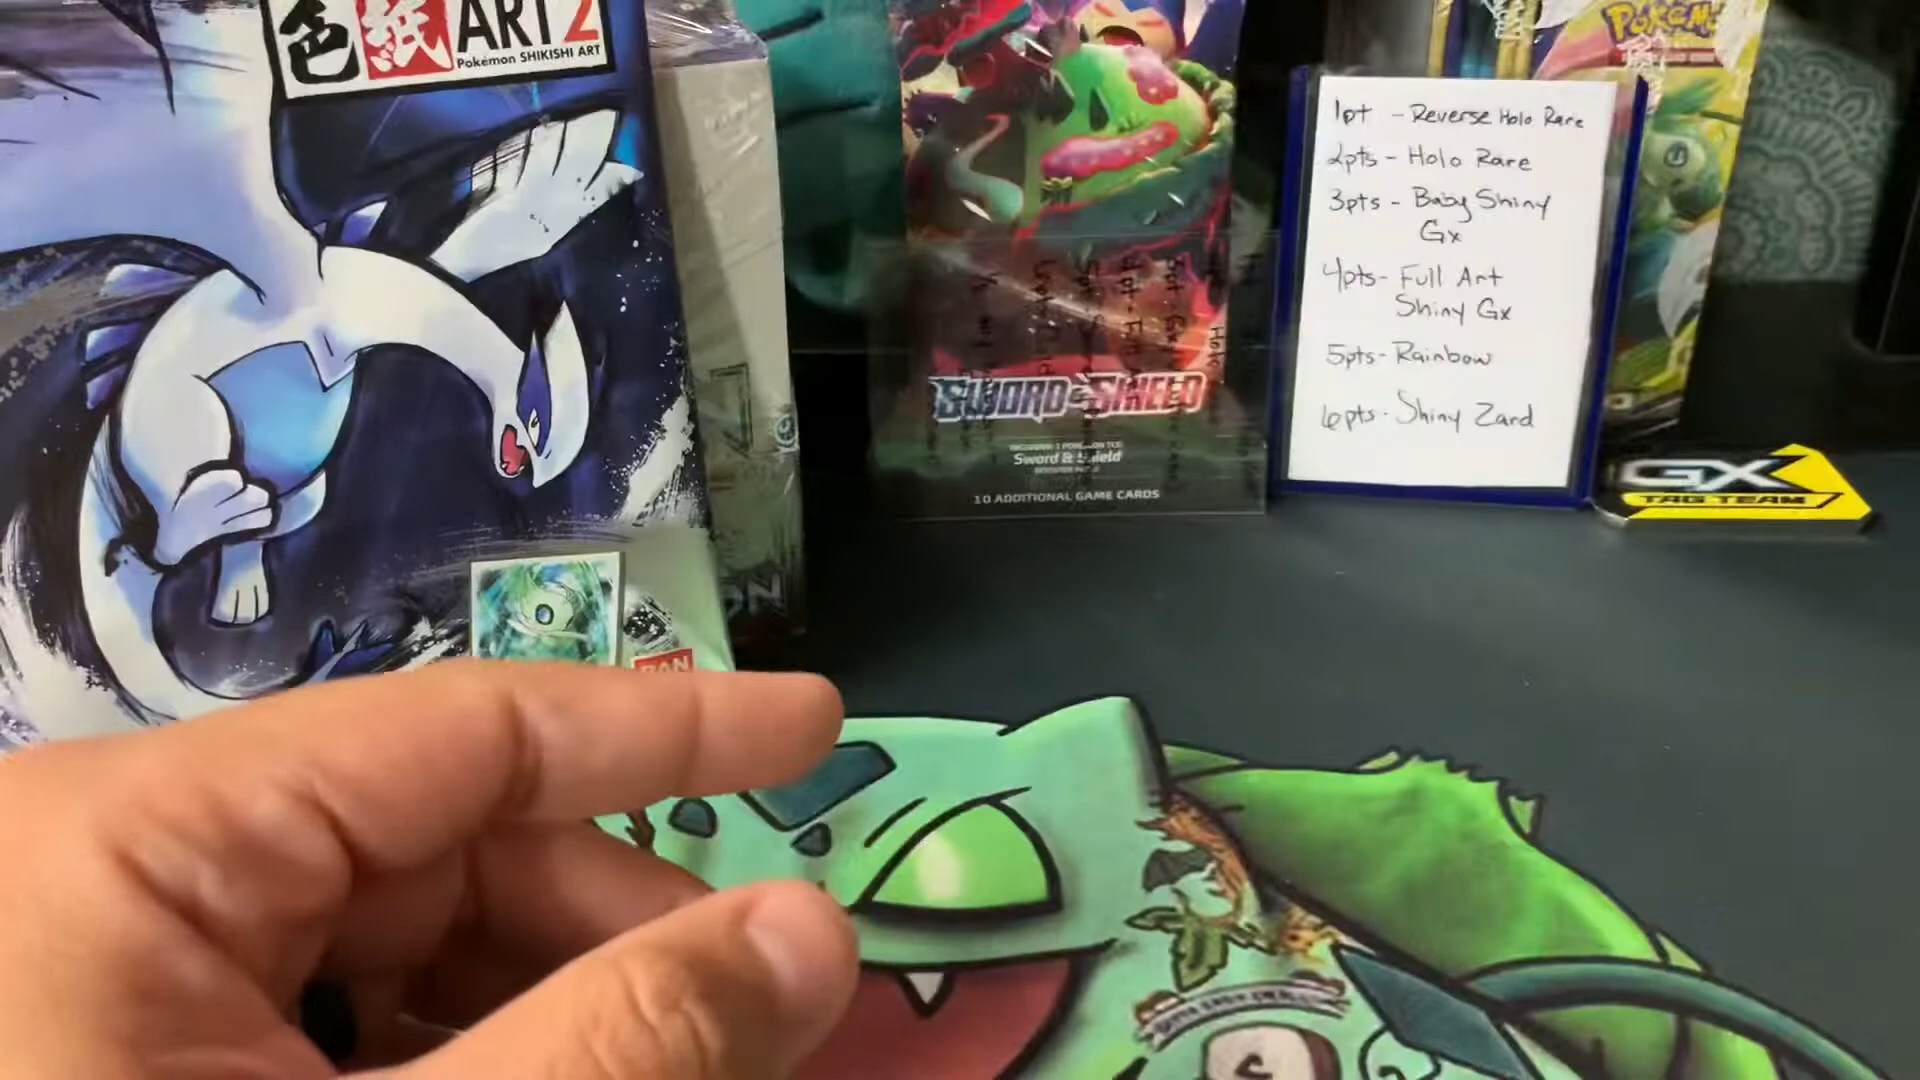 色紙ART2
Pokémon SHIKISHI ART
SWORD & SHIELD
Sword & Shield
10 ADDITIONAL GAME CARDS
POKéM
1pt - Reverse Holo Rare
2pts - Holo Rare
3pts - Baby Shiny
Gx
4pts - Full Art
Shiny Gx
5pts - Rainbow
6pts - Shiny Zard
GX
TAG TEAM
BAN